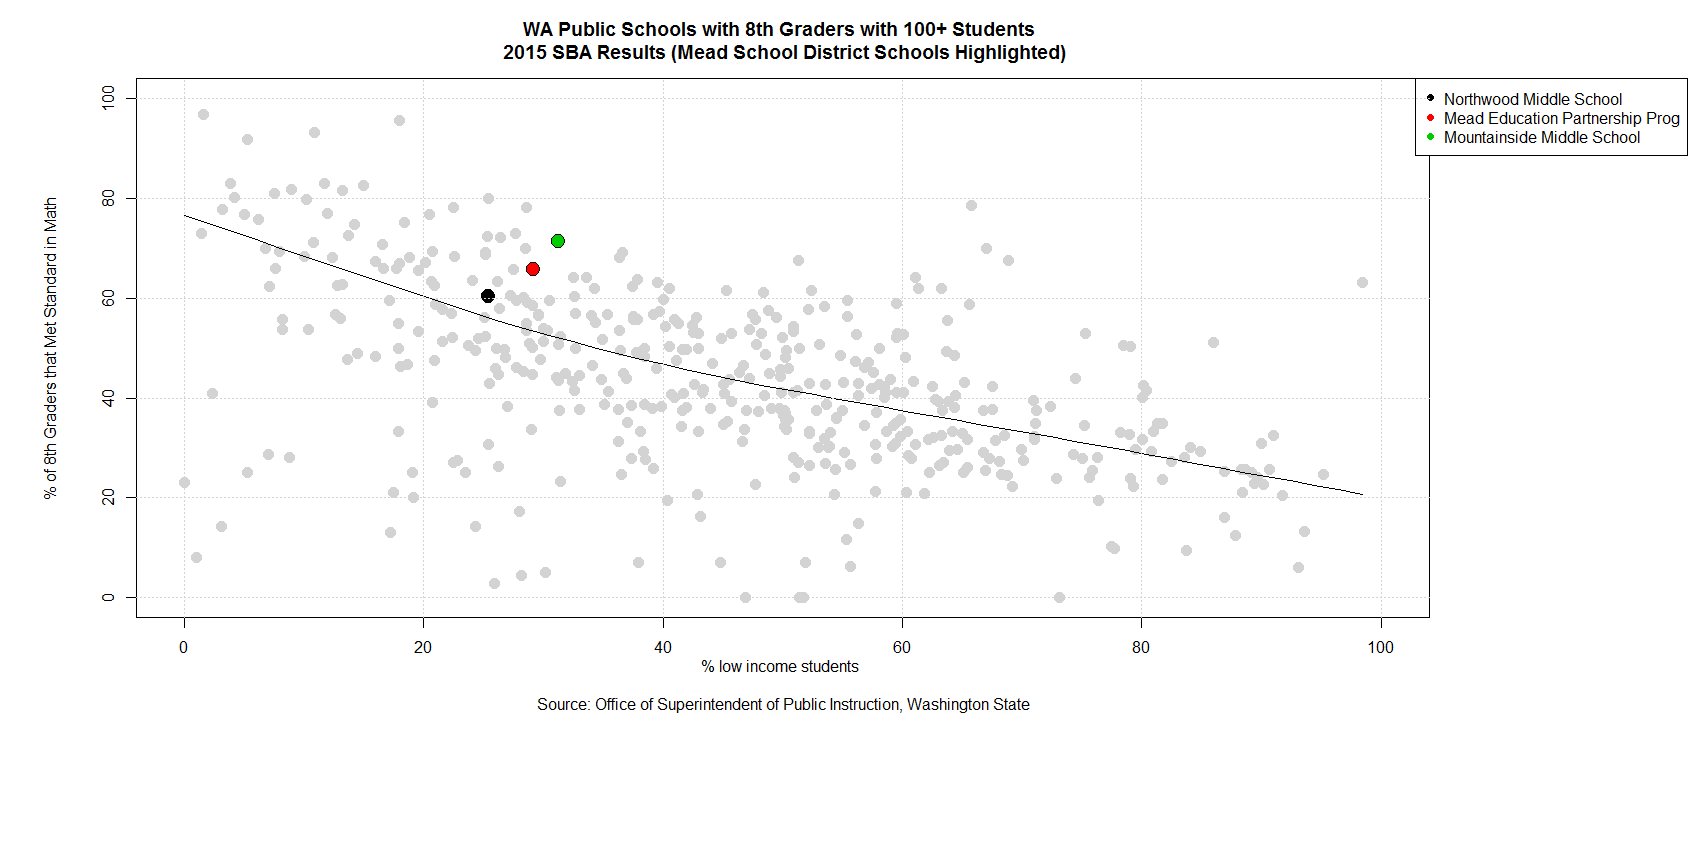 WA Public Schools with 8th Graders with 100+ Students
2015 SBA Results (Mead School District Schools Highlighted)
Northwood Middle School
Mead Education Partnership Prog
Mountainside Middle School
% of 8th Graders that Met Standard in Math
100
80
60
40
20
0
0 20 40 60 80 100
% low income students
Source: Office of Superintendent of Public Instruction, Washington State